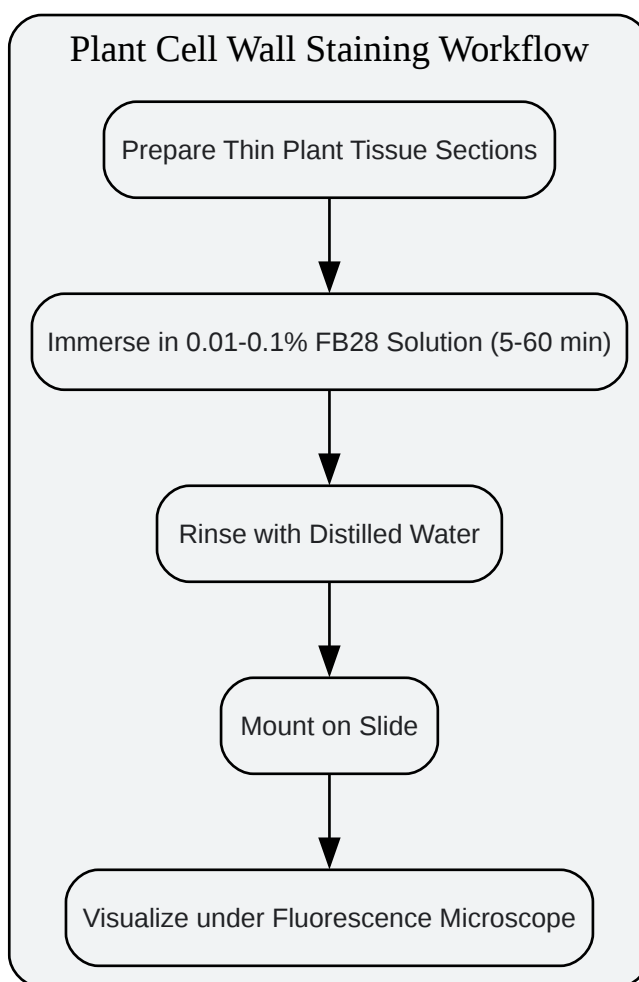 Plant Cell Wall Staining Workflow
Prepare Thin Plant Tissue Sections
Immerse in 0.01-0.1% FB28 Solution (5-60 min)
Rinse with Distilled Water
Mount on Slide
Visualize under Fluorescence Microscope